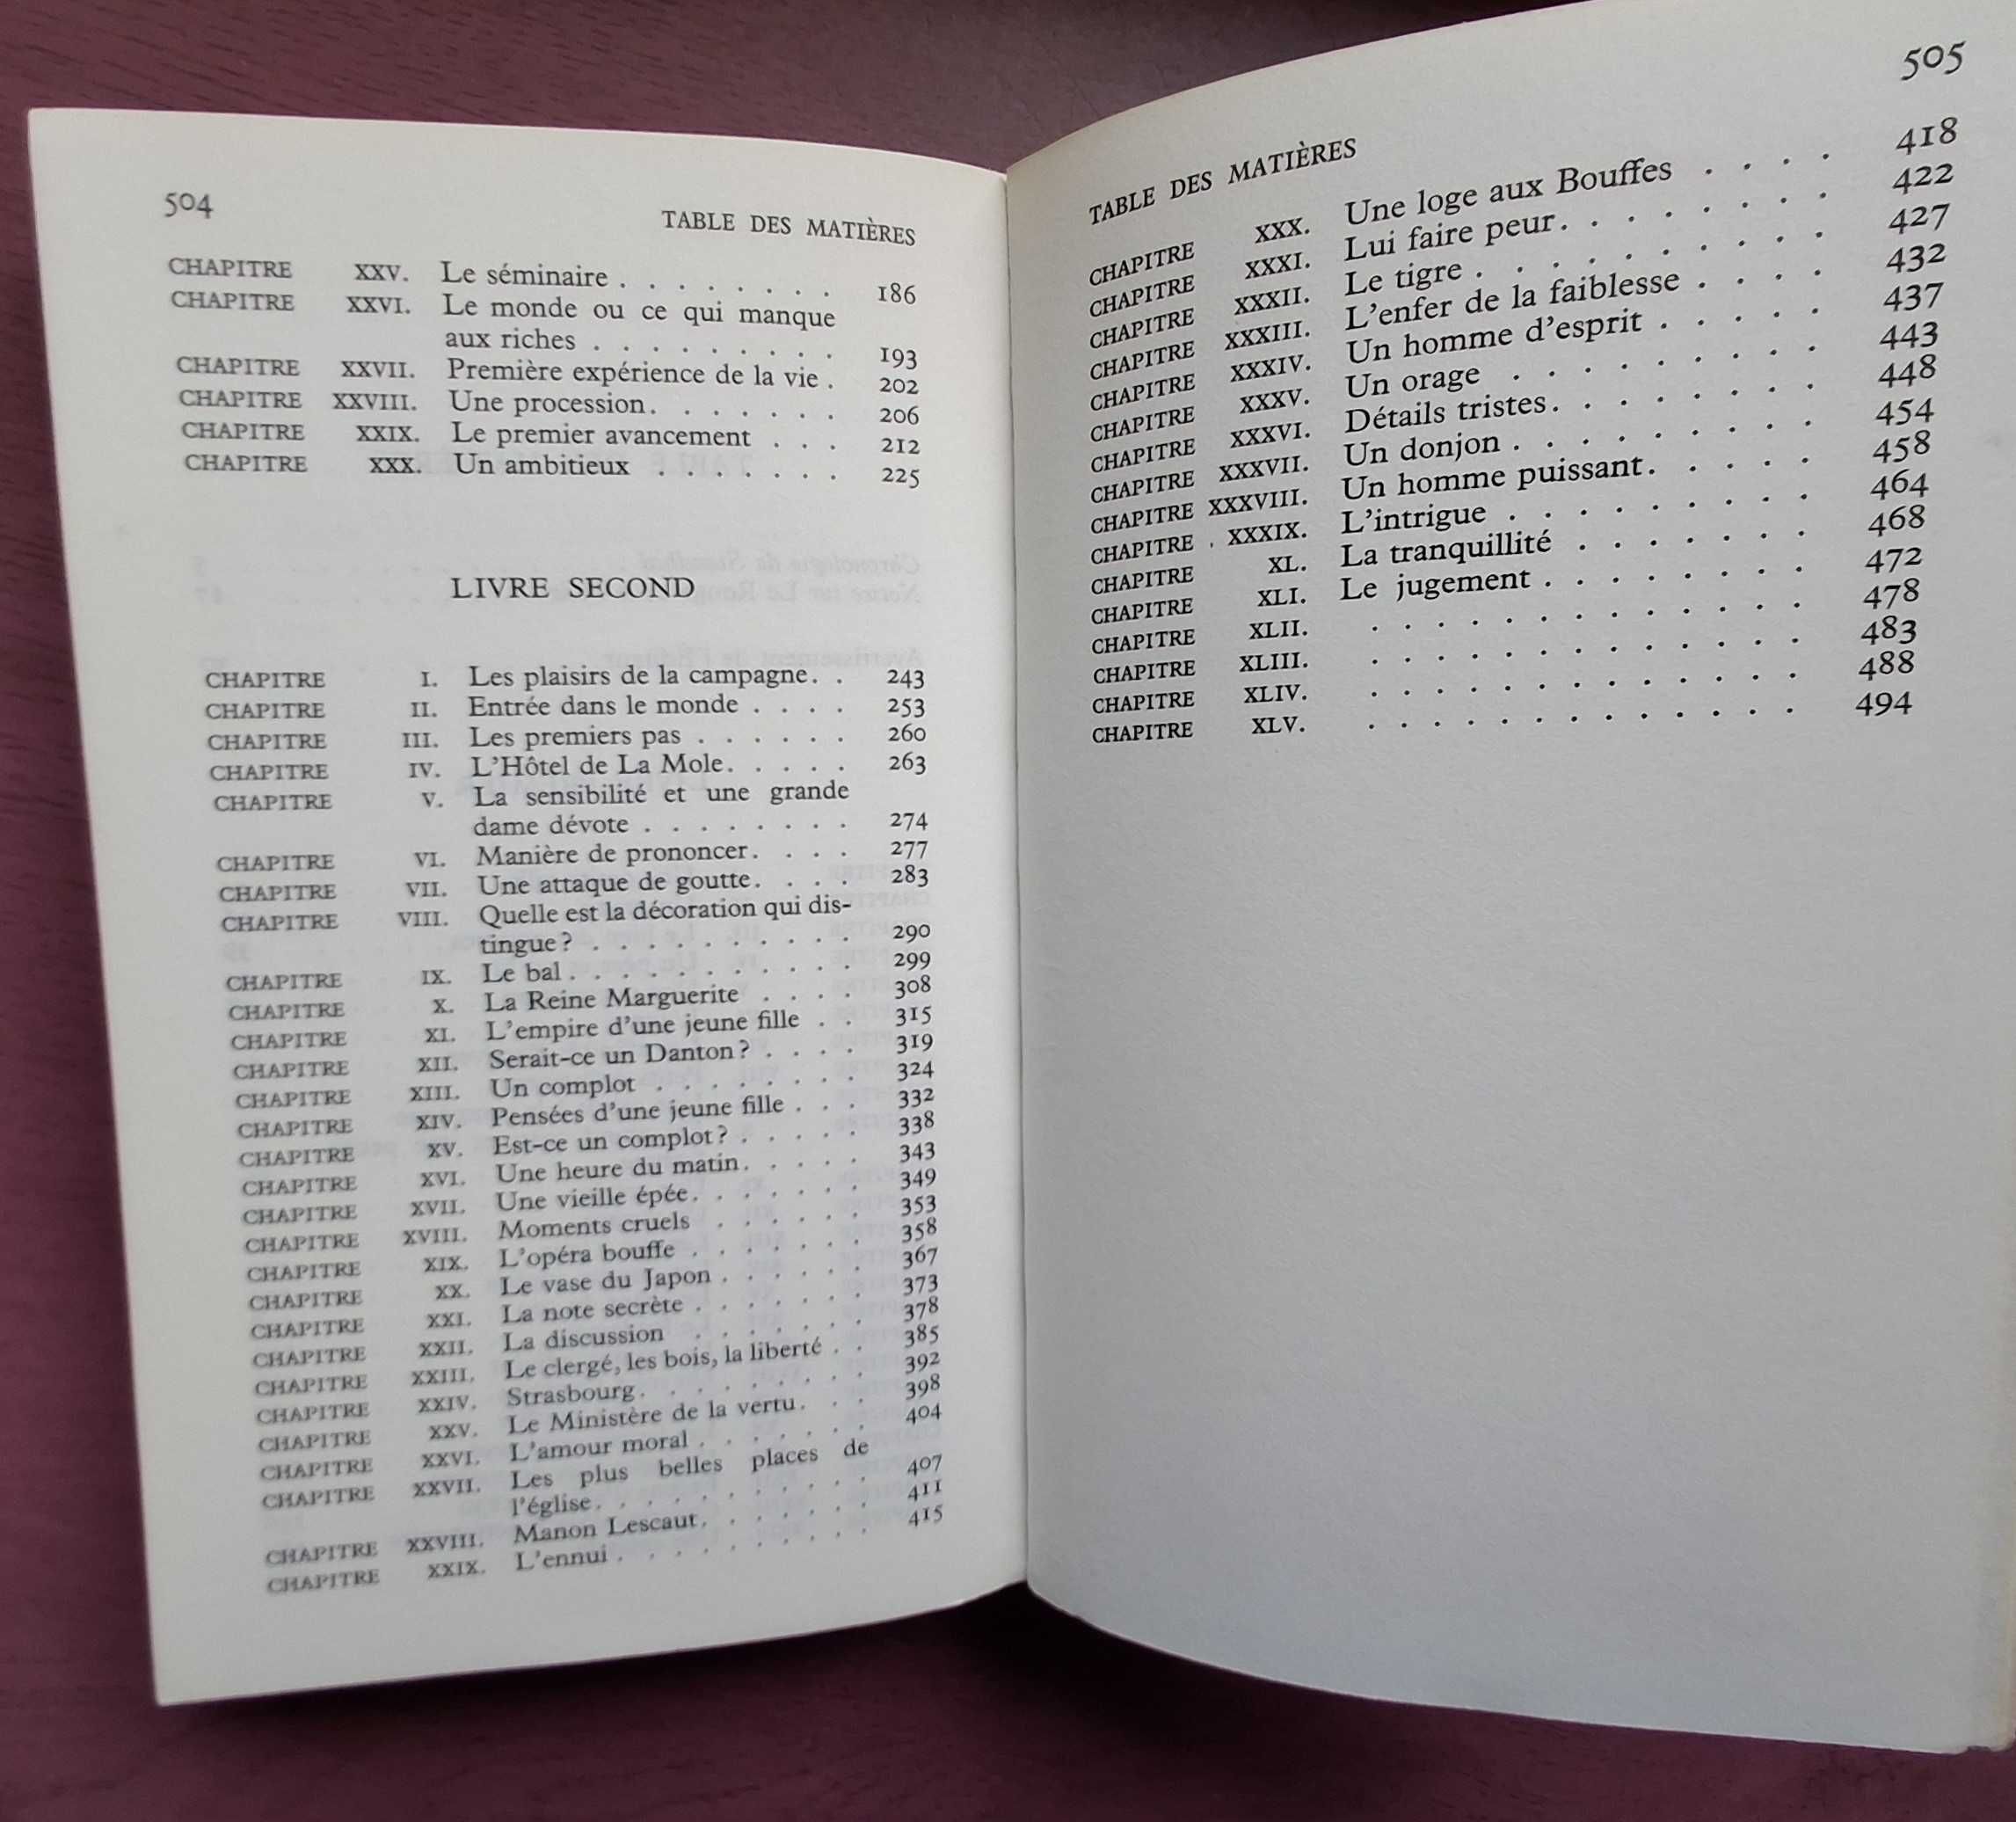 504
TABLE DES MATIÈRES
CHAPITRE XXV. Le séminaire . . . . . . . . 186
CHAPITRE XXVI. Le monde ou ce qui manque
aux riches . . . . . . . . . 193
CHAPITRE XXVII. Première expérience de la vie . 202
CHAPITRE XXVIII. Une procession. . . . . . . 206
CHAPITRE XXIX. Le premier avancement . . . 212
CHAPITRE XXX. Un ambitieux . . . . . . . 225
LIVRE SECOND
CHAPITRE I. Les plaisirs de la campagne. . 243
CHAPITRE II. Entrée dans le monde . . . . 253
CHAPITRE III. Les premiers pas . . . . . . 260
CHAPITRE IV. L'Hôtel de La Mole. . . . . 263
CHAPITRE V. La sensibilité et une grande
dame dévote . . . . . . . . 274
CHAPITRE VI. Manière de prononcer. . . . 277
CHAPITRE VII. Une attaque de goutte. . . . 283
CHAPITRE VIII. Quelle est la décoration qui dis-
tingue? . . . . . . . . . . 290
CHAPITRE IX. Le bal . . . . . . . . . . . 299
CHAPITRE X. La Reine Marguerite . . . . 308
CHAPITRE XI. L'empire d'une jeune fille . . 315
CHAPITRE XII. Serait-ce un Danton? . . . . 319
CHAPITRE XIII. Un complot . . . . . . . . 324
CHAPITRE XIV. Pensées d'une jeune fille . . . 332
CHAPITRE XV. Est-ce un complot? . . . . . 338
CHAPITRE XVI. Une heure du matin. . . . . 343
CHAPITRE XVII. Une vieille épée. . . . . . . 349
CHAPITRE XVIII. Moments cruels . . . . . . 353
CHAPITRE XIX. L'opéra bouffe . . . . . . . 358
CHAPITRE XX. Le vase du Japon . . . . . . 367
CHAPITRE XXI. La note secrète . . . . . . . 373
CHAPITRE XXII. La discussion . . . . . . . 378
CHAPITRE XXIII. Le clergé, les bois, la liberté . . 385
CHAPITRE XXIV. Strasbourg. . . . . . . . . 392
CHAPITRE XXV. Le Ministère de la vertu. . . 398
CHAPITRE XXVI. L'amour moral . . . . . . . 404
CHAPITRE XXVII. Les plus belles places de
l'église. . . . . . . . . . . 407
CHAPITRE XXVIII. Manon Lescaut. . . . . . . 411
CHAPITRE XXIX. L'ennui . . . . . . . . . . 415
505
TABLE DES MATIÈRES
CHAPITRE XXX. Une loge aux Bouffes . . . . 418
CHAPITRE XXXI. Lui faire peur. . . . . . . . 422
CHAPITRE XXXII. Le tigre . . . . . . . . . . 427
CHAPITRE XXXIII. L'enfer de la faiblesse . . . . 432
CHAPITRE XXXIV. Un homme d'esprit . . . . . 437
CHAPITRE XXXV. Un orage . . . . . . . . . 443
CHAPITRE XXXVI. Détails tristes. . . . . . . . 448
CHAPITRE XXXVII. Un donjon . . . . . . . . . 454
CHAPITRE XXXVIII. Un homme puissant. . . . . 458
CHAPITRE XXXIX. L'intrigue . . . . . . . . . 464
CHAPITRE XL. La tranquillité . . . . . . . 468
CHAPITRE XLI. Le jugement . . . . . . . . 472
CHAPITRE XLII. . . . . . . . . . . . . . 478
CHAPITRE XLIII. . . . . . . . . . . . . . 483
CHAPITRE XLIV. . . . . . . . . . . . . . 488
CHAPITRE XLV. . . . . . . . . . . . . . 494